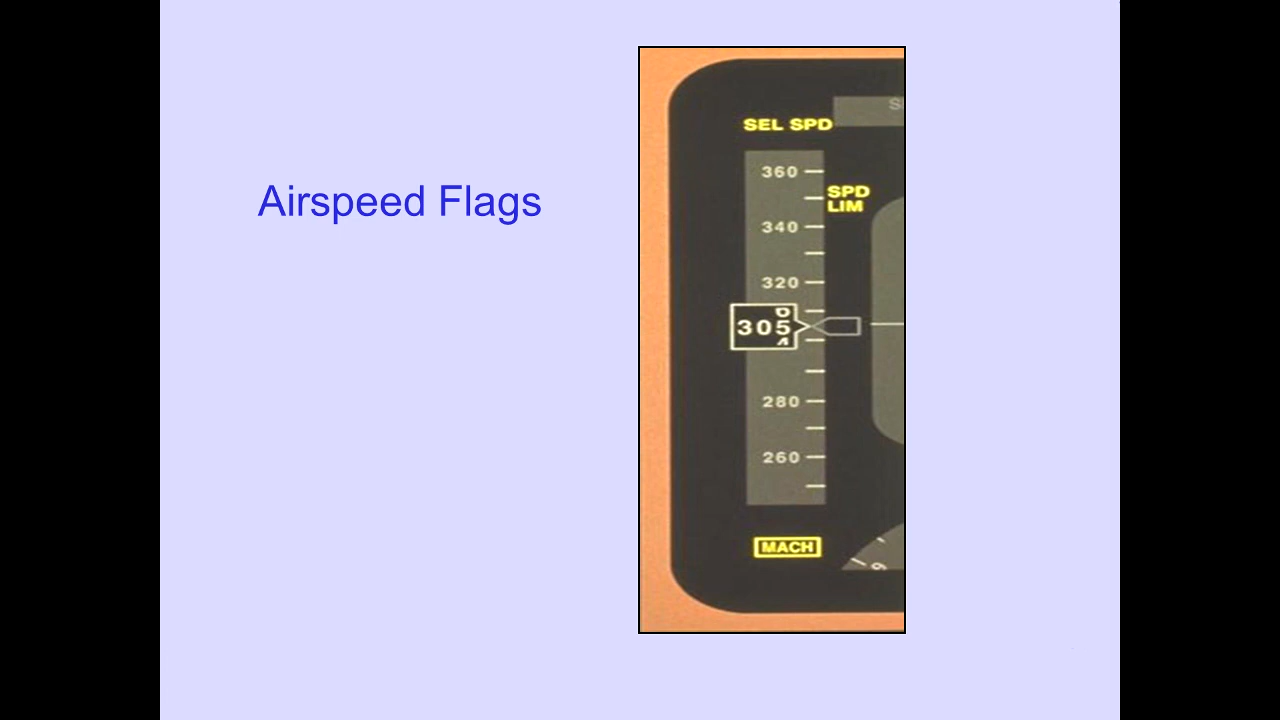 Airspeed Flags
SEL SPD
360
SPD
LIM
340
320
305
280
260
MACH